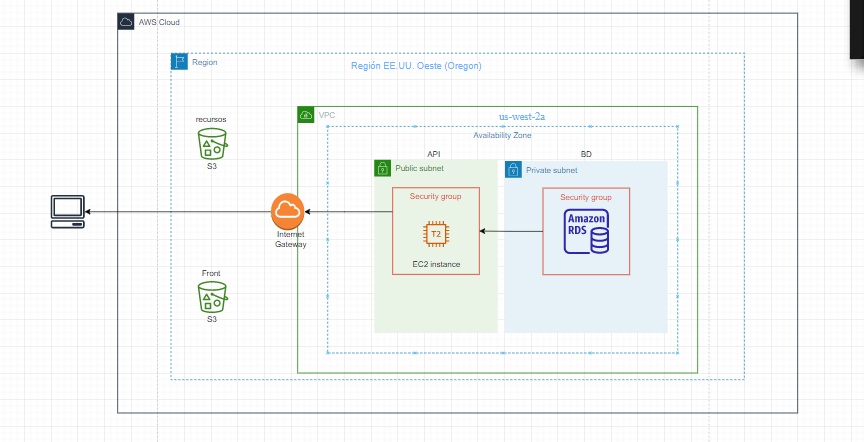 AWS Cloud
Region
Región EE.UU. Oeste (Oregon)
VPC
us-west-2a
Availability Zone
recursos
S3
API
Public subnet
BD
Private subnet
Security group
T2
EC2 instance
Security group
Amazon
RDS
Internet
Gateway
Front
S3